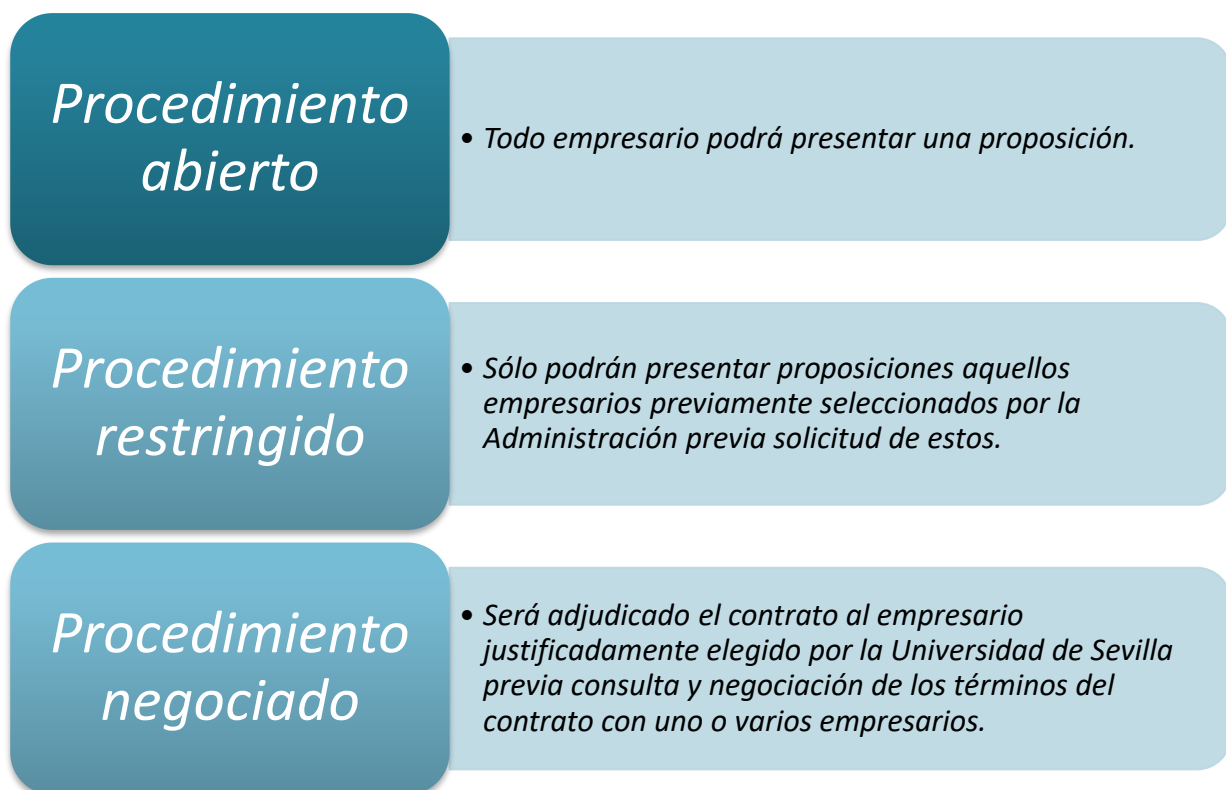 Procedimiento
abierto
• Todo empresario podrá presentar una proposición.
Procedimiento
restringido
• Sólo podrán presentar proposiciones aquellos
empresarios previamente seleccionados por la
Administración previa solicitud de estos.
Procedimiento
negociado
• Será adjudicado el contrato al empresario
justificadamente elegido por la Universidad de Sevilla
previa consulta y negociación de los términos del
contrato con uno o varios empresarios.